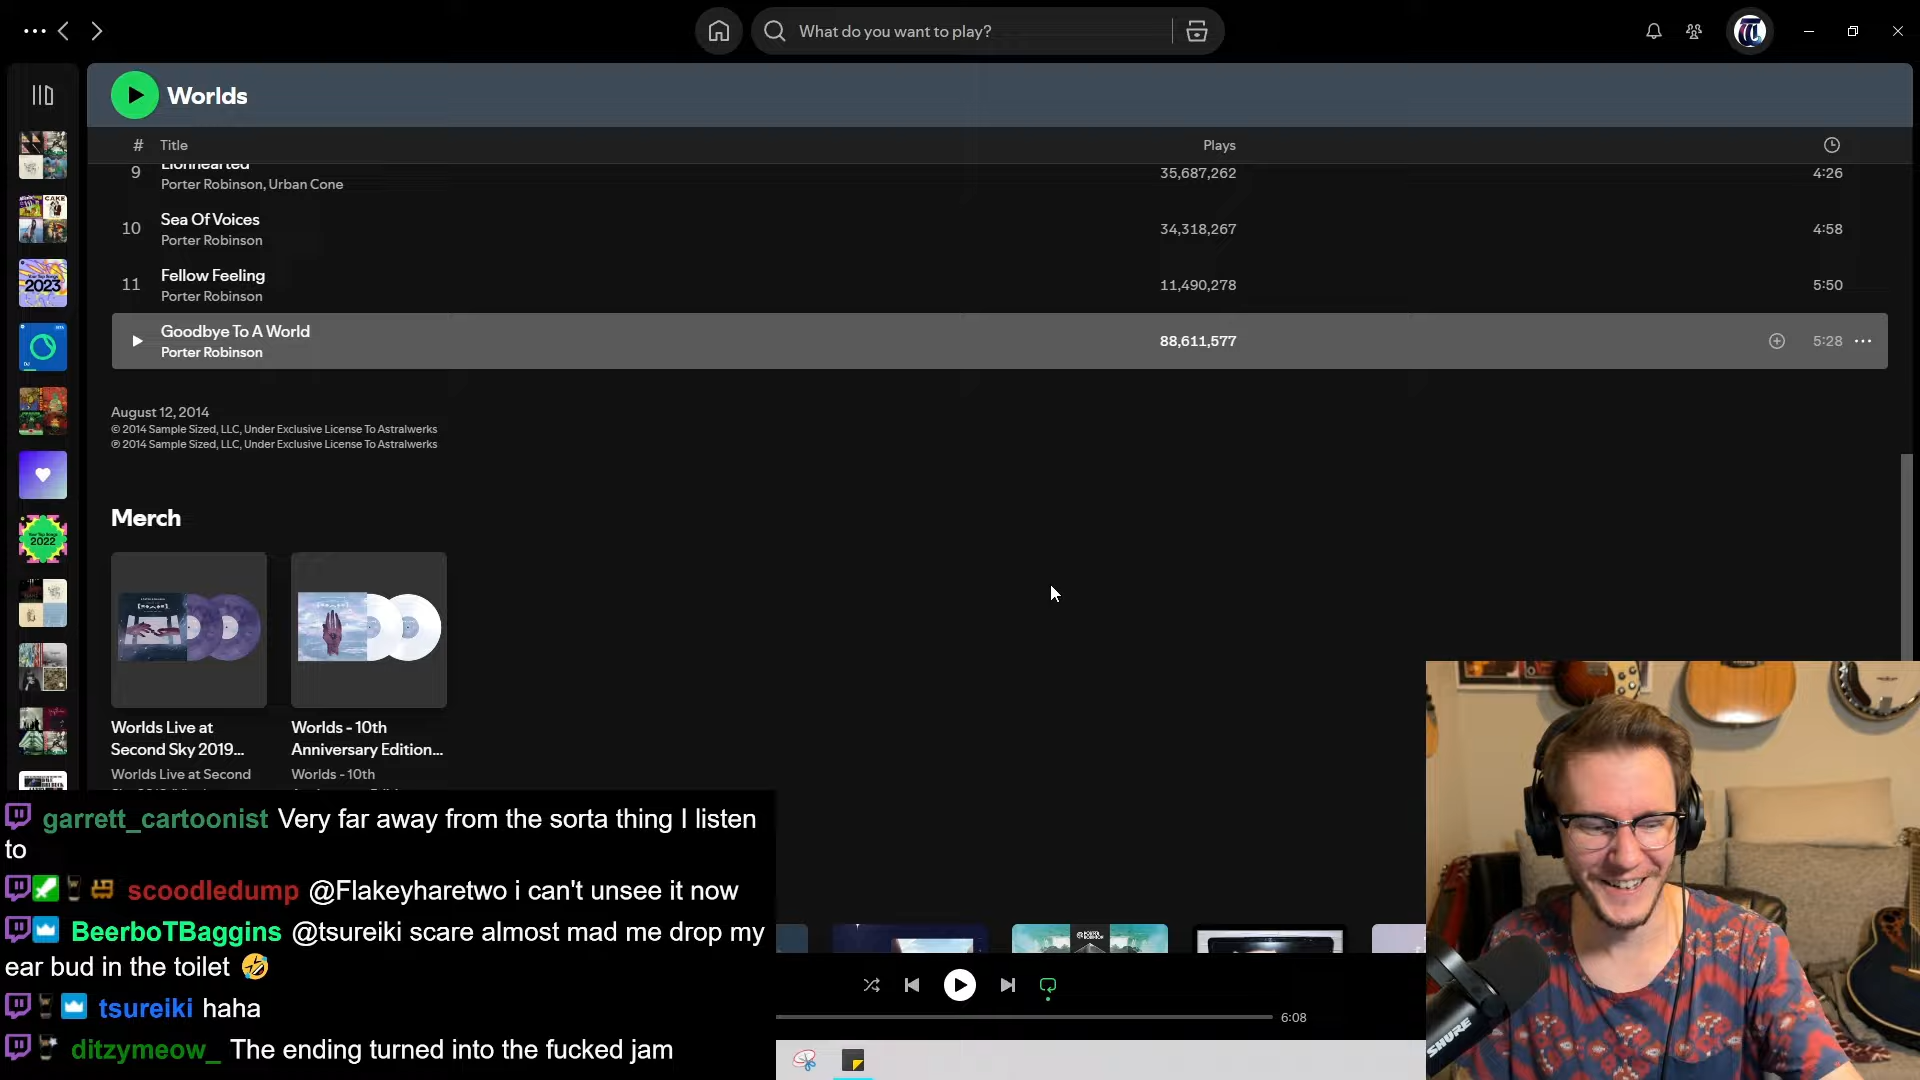 What do you want to play?
Worlds
# Title Plays
9 Lionhearted 35,687,262 4:26
Porter Robinson, Urban Cone
10 Sea Of Voices 34,318,267 4:58
Porter Robinson
11 Fellow Feeling 11,490,278 5:50
Porter Robinson
Goodbye To A World 88,611,577 5:28
Porter Robinson
August 12, 2014
© 2014 Sample Sized, LLC, Under Exclusive License To Astralwerks
℗ 2014 Sample Sized, LLC, Under Exclusive License To Astralwerks
2023
2022
CAKE
Merch
Worlds Live at
Second Sky 2019...
Worlds Live at Second
Worlds - 10th
Anniversary Edition...
Worlds - 10th
garrett_cartoonist Very far away from the sorta thing I listen
to
scoodledump @Flakeyharetwo i can't unsee it now
BeerboTBaggins @tsureiki scare almost mad me drop my
ear bud in the toilet 🤣
tsureiki haha
ditzymeow_ The ending turned into the fucked jam
6:08
SHURE